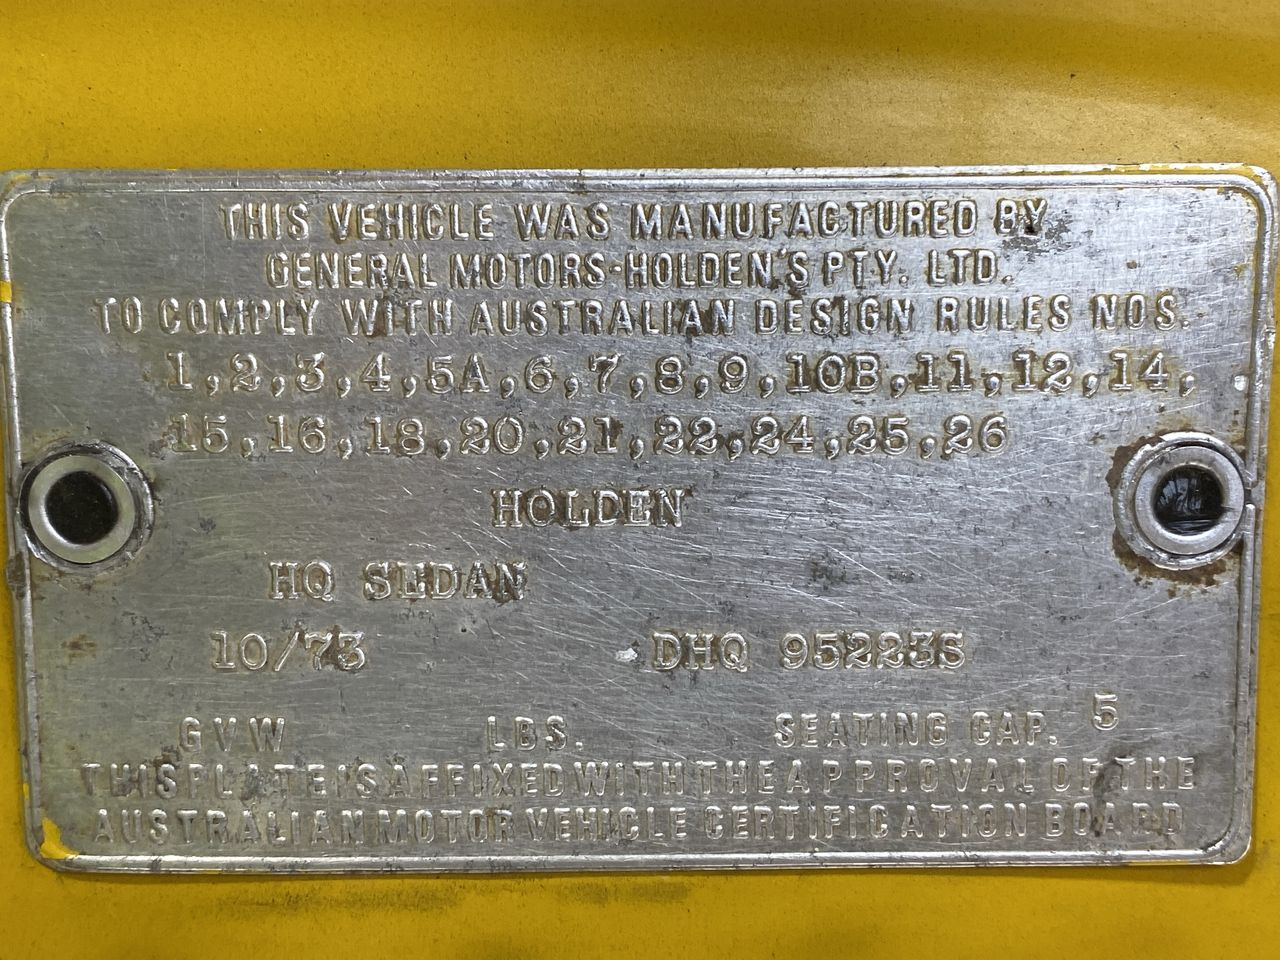 THIS VEHICLE WAS MANUFACTURED BY
GENERAL MOTORS-HOLDEN'S PTY. LTD.
TO COMPLY WITH AUSTRALIAN DESIGN RULES NOS.
1,2,3,4,5A,6,7,8,9,10B,11,12,14,
15,16,18,20,21,22,24,25,26
HOLDEN
HQ SEDAN
10/73 DHQ 95223S
GVW LBS. SEATING CAP. 5
THIS PLATE IS AFFIXED WITH THE APPROVAL OF THE
AUSTRALIAN MOTOR VEHICLE CERTIFICATION BOARD